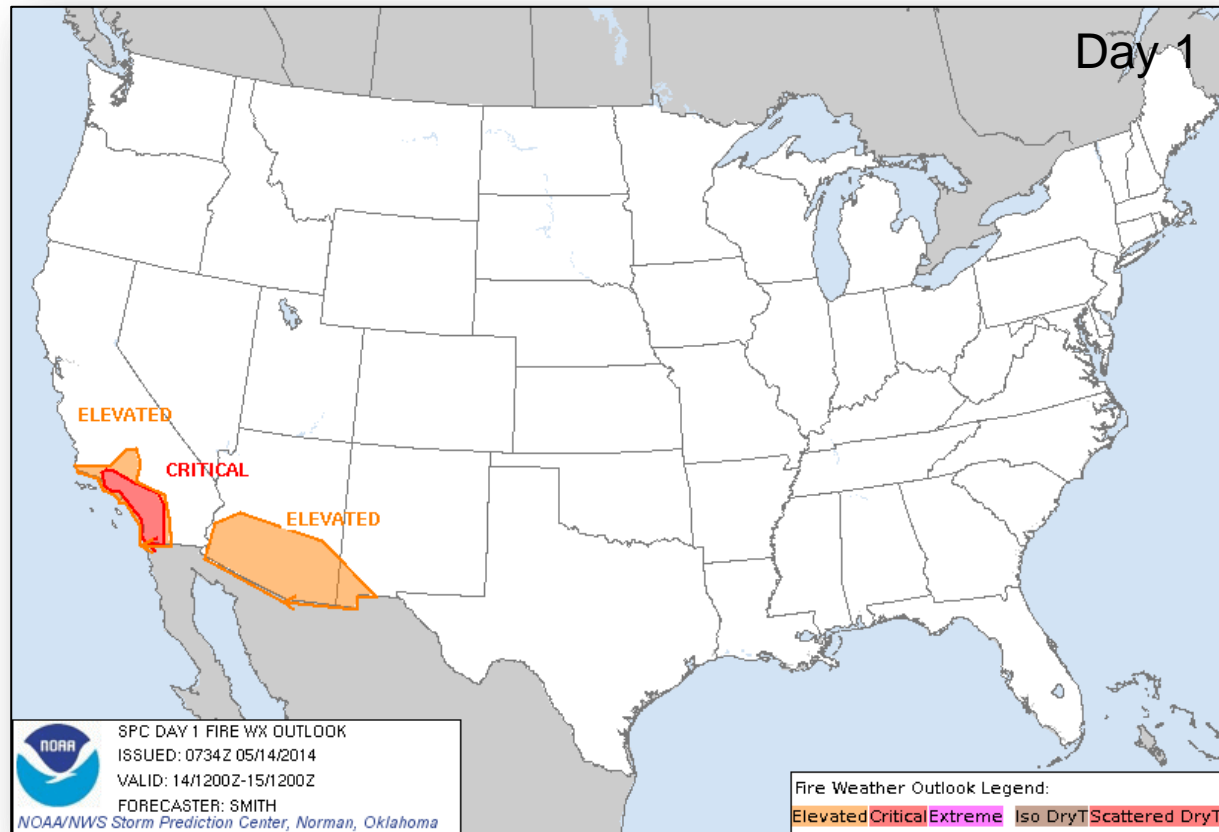 Day 1
ELEVATED
CRITICAL
ELEVATED
NOAA
SPC DAY 1 FIRE WX OUTLOOK
ISSUED: 0734Z 05/14/2014
VALID: 14/1200Z-15/1200Z
FORECASTER: SMITH
NOAA/NWS Storm Prediction Center, Norman, Oklahoma
Fire Weather Outlook Legend:
Elevated Critical Extreme Iso DryT Scattered DryT